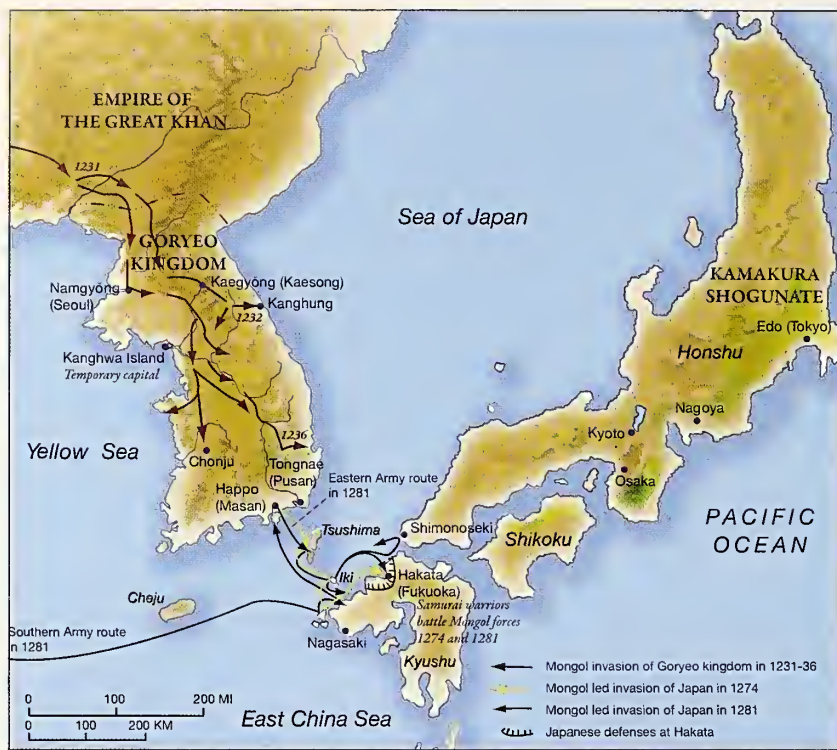 EMPIRE OF
THE GREAT KHAN
1231
Sea of Japan
GORYEO
KINGDOM
Kaegyŏng (Kaesong)
Namgyŏng
(Seoul)
1232
Kanghung
KAMAKURA
SHOGUNATE
Edo (Tokyo)
Honshu
Kanghwa Island
Temporary capital
Nagoya
Kyoto
1236
Yellow Sea
Chonju
Tongnae
(Pusan)
Osaka
Eastern Army route
in 1281
Happo
(Masan)
PACIFIC
OCEAN
Tsushima
Shimonoseki
Shikoku
Iki
Hakata
(Fukuoka)
Cheju
Samurai warriors
battle Mongol forces
1274 and 1281
Southern Army route
in 1281
Nagasaki
Kyushu
Mongol invasion of Goryeo kingdom in 1231-36
Mongol led invasion of Japan in 1274
Mongol led invasion of Japan in 1281
Japanese defenses at Hakata
0 100 200 MI
0 100 200 KM
East China Sea